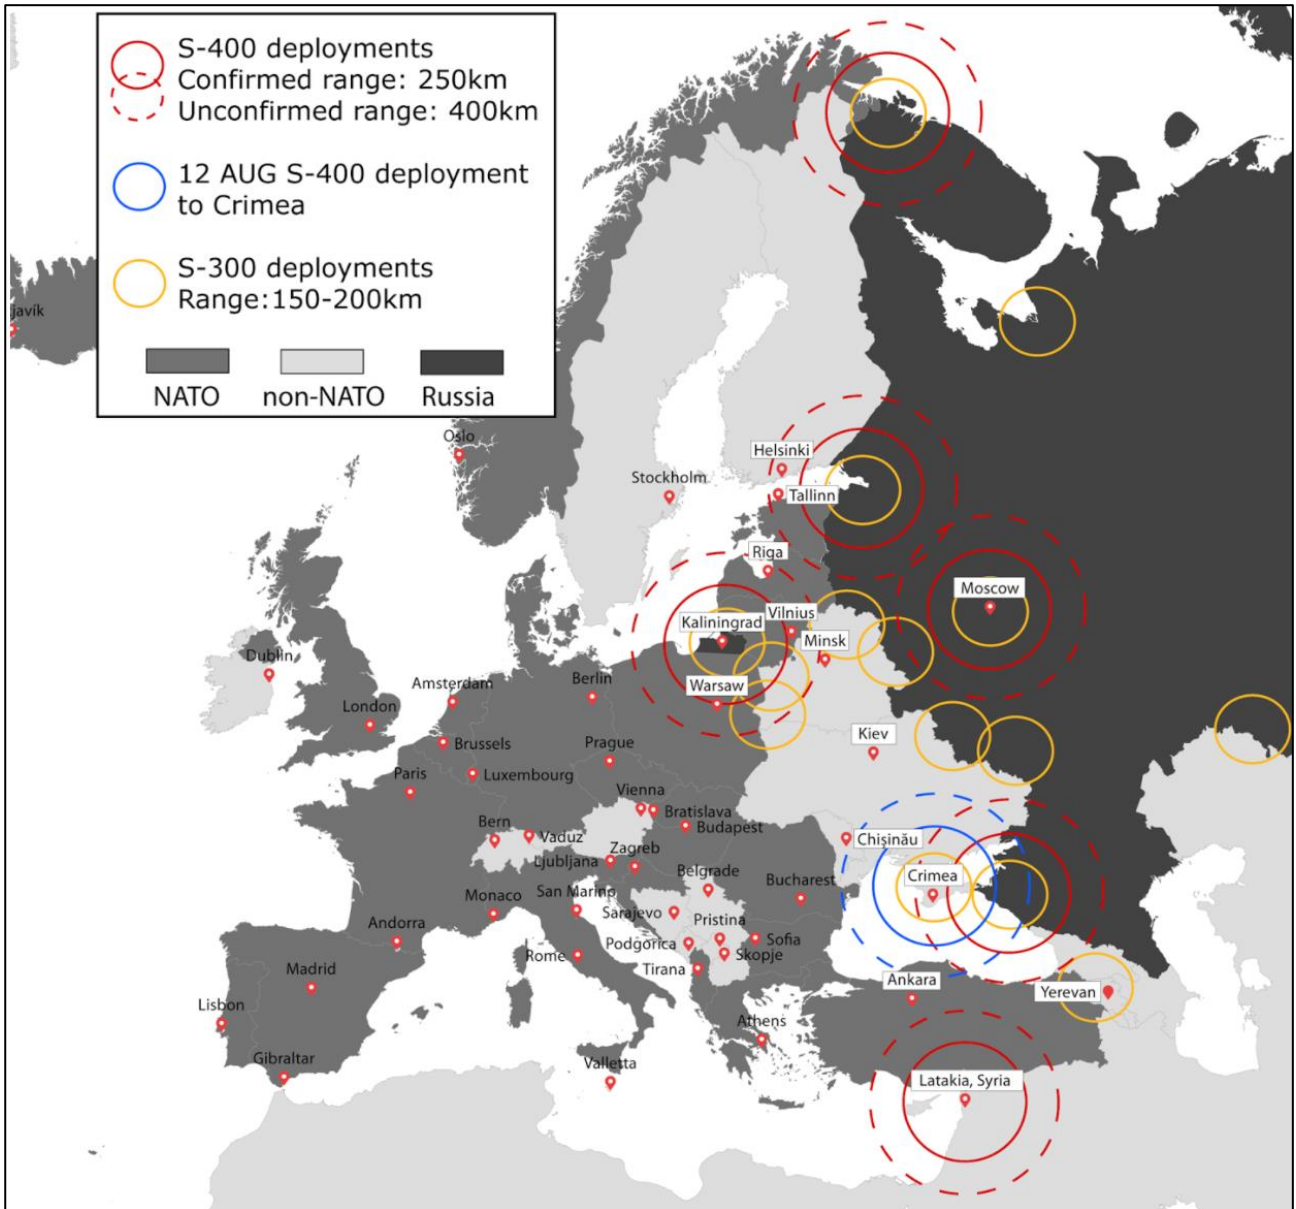 S-400 deployments
Confirmed range: 250km
Unconfirmed range: 400km
12 AUG S-400 deployment
to Crimea
S-300 deployments
Range:150-200km
NATO
non-NATO
Russia
javík
Oslo
Helsinki
Stockholm
Tallinn
Riga
Moscow
Vilnius
Kaliningrad
Minsk
Dublin
Amsterdam
Berlin
Warsaw
London
Kiev
Brussels
Prague
Paris
Luxembourg
Vienna
Bratislava
Bern
Budapest
Vaduz
Chișinău
Zagreb
Ljubljana
Belgrade
Crimea
Bucharest
Monaco
San Marino
Sarajevo
Pristina
Andorra
Sofia
Podgorica
Rome
Skopje
Madrid
Tirana
Ankara
Yerevan
Lisbon
Athens
Gibraltar
Valletta
Latakia, Syria